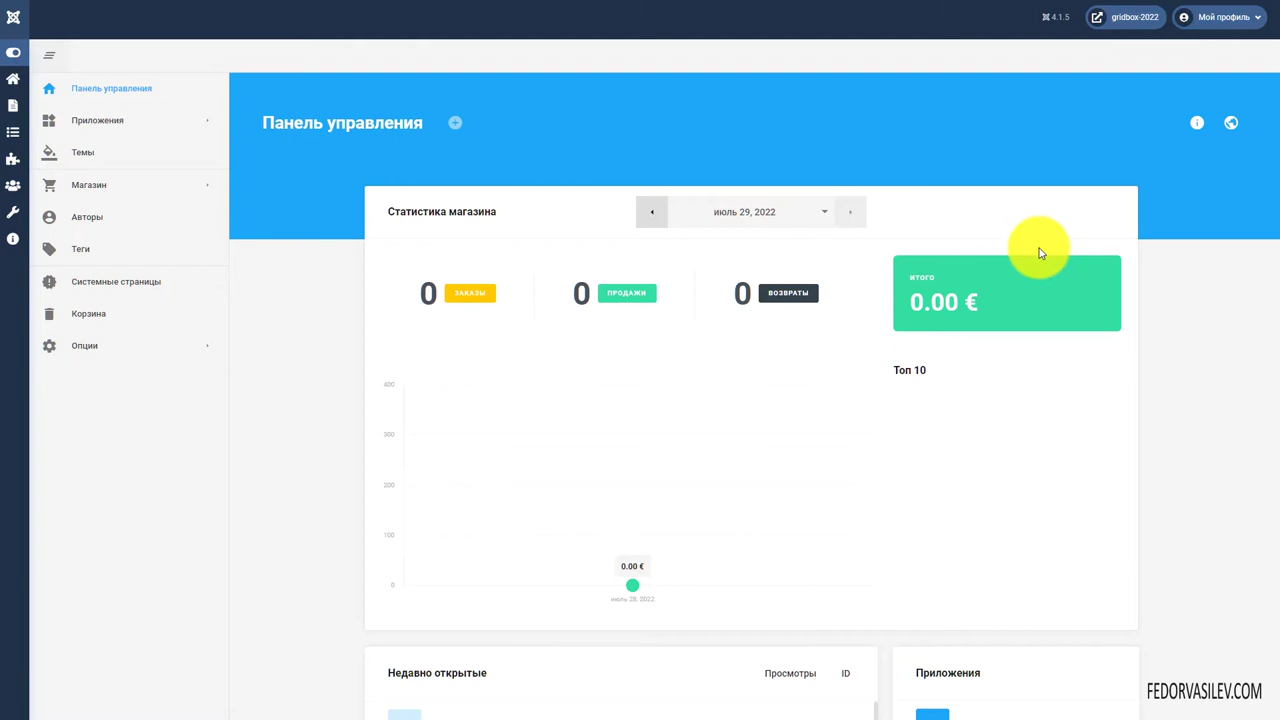 4.1.5
gridbox-2022
Мой профиль
Панель управления
Приложения
Темы
Магазин
Авторы
Теги
Системные страницы
Корзина
Опции
Панель управления
Статистика магазина
июль 29, 2022
0 ЗАКАЗЫ
0 ПРОДАЖИ
0 ВОЗВРАТЫ
ИТОГО
0.00 €
Топ 10
400
300
200
100
0
0.00 €
июль 28, 2022
Недавно открытые
Просмотры
ID
Приложения
FEDORVASILEV.COM